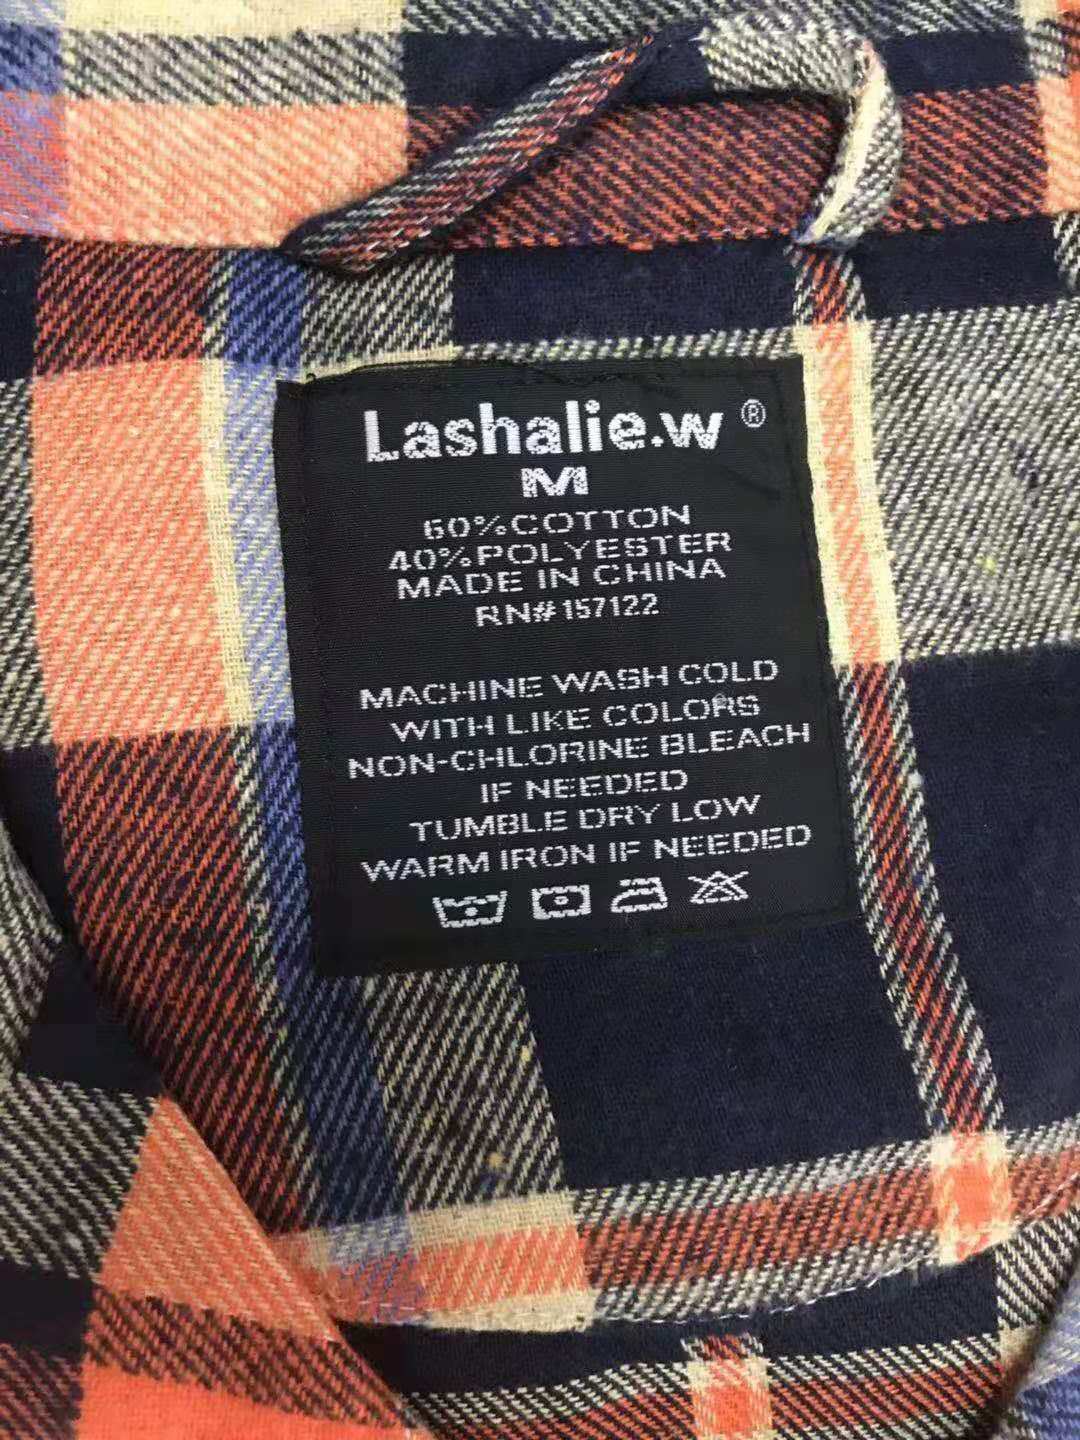 Lashalie.w ®
M
60%COTTON
40%POLYESTER
MADE IN CHINA
RN#157122
MACHINE WASH COLD
WITH LIKE COLORS
NON-CHLORINE BLEACH
IF NEEDED
TUMBLE DRY LOW
WARM IRON IF NEEDED